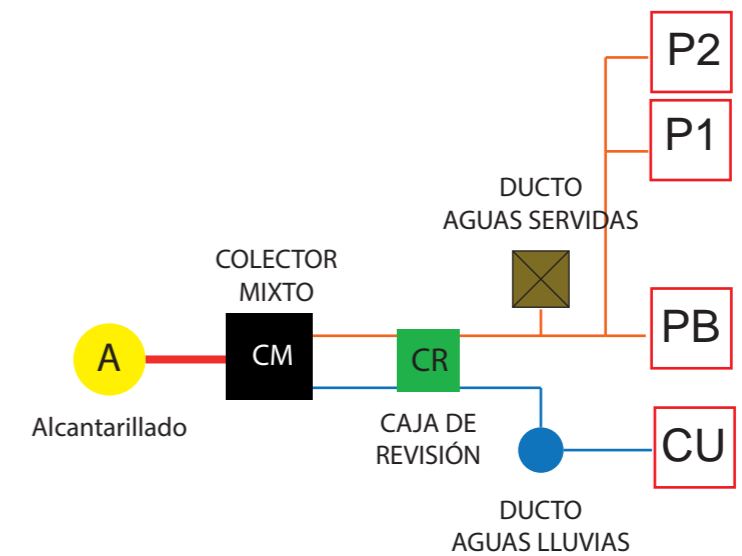 P2
P1
DUCTO
AGUAS SERVIDAS
COLECTOR
MIXTO
PB
A
CM
CR
Alcantarillado
CAJA DE
REVISIÓN
CU
DUCTO
AGUAS LLUVIAS